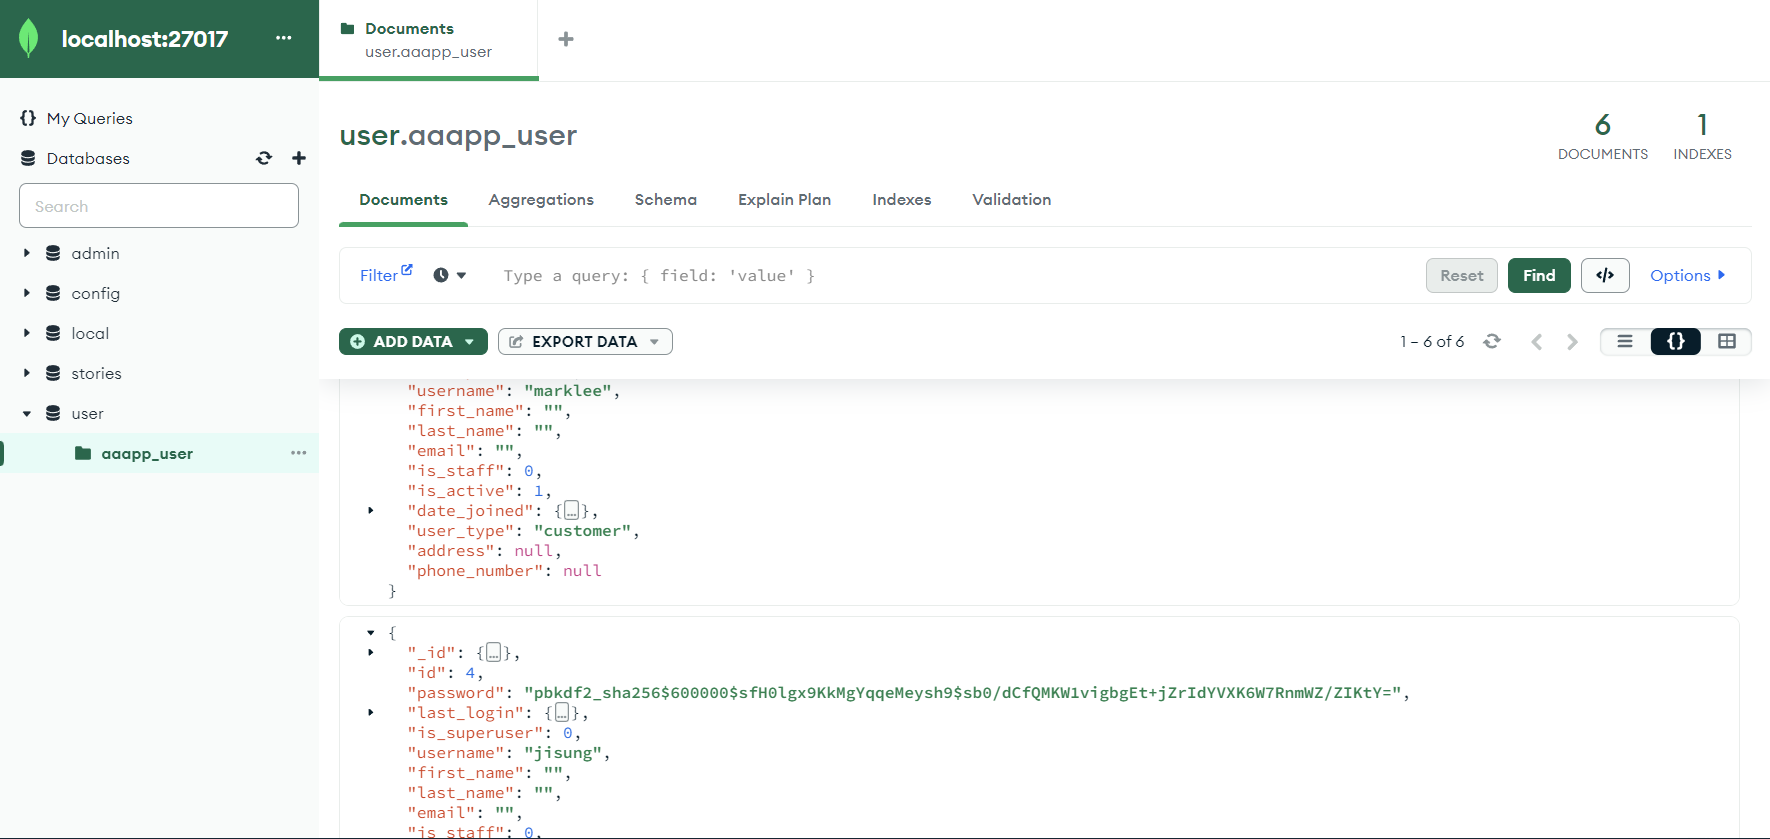 localhost:27017
...
Documents
user.aaapp_user
+
My Queries
Databases
Search
admin
config
local
stories
user
aaapp_user
...
user.aaapp_user
6
DOCUMENTS
1
INDEXES
Documents
Aggregations
Schema
Explain Plan
Indexes
Validation
Filter
Type a query: { field: 'value' }
Reset
Find
</>
Options
ADD DATA
EXPORT DATA
1 – 6 of 6
{}
"username": "marklee",
"first_name": "",
"last_name": "",
"email": "",
"is_staff": 0,
"is_active": 1,
"date_joined": {…},
"user_type": "customer",
"address": null,
"phone_number": null
}
{
"_id": {…},
"id": 4,
"password": "pbkdf2_sha256$600000$sfH0lgx9KkMgYqqeMeysh9$sb0/dCfQMKW1vigbgEt+jZrIdYVXK6W7RnmWZ/ZIKtY=",
"last_login": {…},
"is_superuser": 0,
"username": "jisung",
"first_name": "",
"last_name": "",
"email": "",
"is_staff": 0,